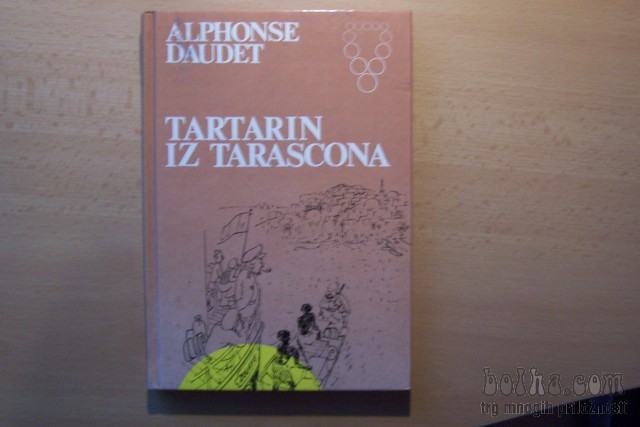 ALPHONSE
DAUDET
TARTARIN
IZ TARASCONA
bolha.com
trg mnogih priložnosti